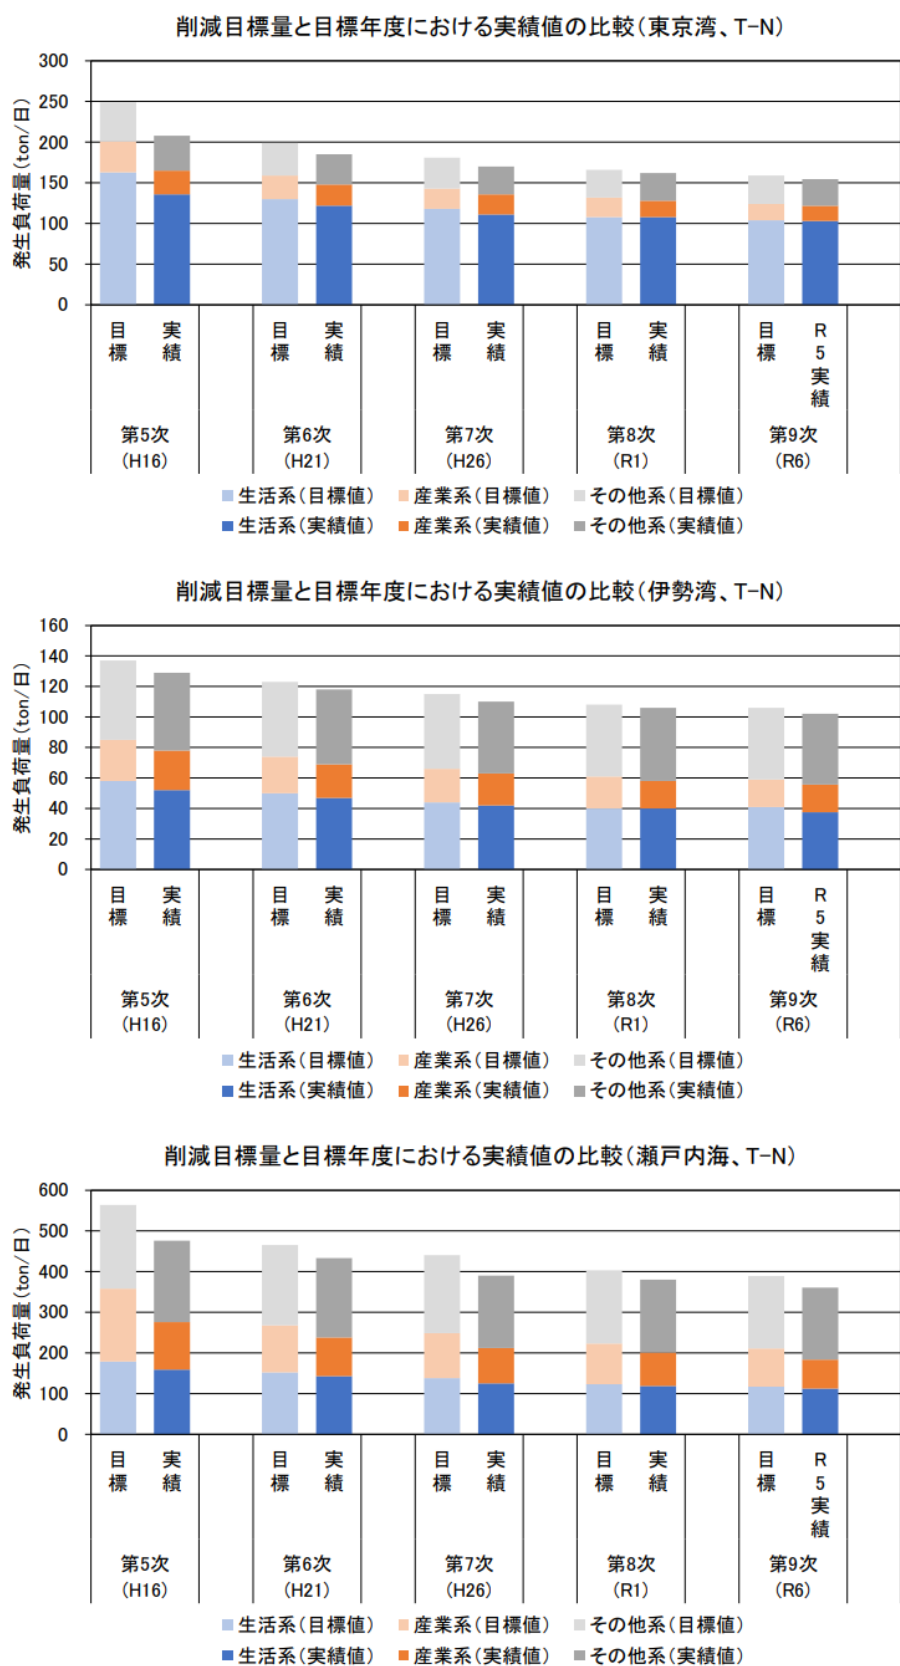 削減目標量と目標年度における実績値の比較(東京湾、T-N)
発生負荷量(ton/日)
300
250
200
150
100
50
0
目標 実績 目標 実績 目標 実績 目標 実績 目標 R5実績
第5次 第6次 第7次 第8次 第9次
(H16) (H21) (H26) (R1) (R6)
生活系(目標値) 産業系(目標値) その他系(目標値)
生活系(実績値) 産業系(実績値) その他系(実績値)
削減目標量と目標年度における実績値の比較(伊勢湾、T-N)
発生負荷量(ton/日)
160
140
120
100
80
60
40
20
0
目標 実績 目標 実績 目標 実績 目標 実績 目標 R5実績
第5次 第6次 第7次 第8次 第9次
(H16) (H21) (H26) (R1) (R6)
生活系(目標値) 産業系(目標値) その他系(目標値)
生活系(実績値) 産業系(実績値) その他系(実績値)
削減目標量と目標年度における実績値の比較(瀬戸内海、T-N)
発生負荷量(ton/日)
600
500
400
300
200
100
0
目標 実績 目標 実績 目標 実績 目標 実績 目標 R5実績
第5次 第6次 第7次 第8次 第9次
(H16) (H21) (H26) (R1) (R6)
生活系(目標値) 産業系(目標値) その他系(目標値)
生活系(実績値) 産業系(実績値) その他系(実績値)